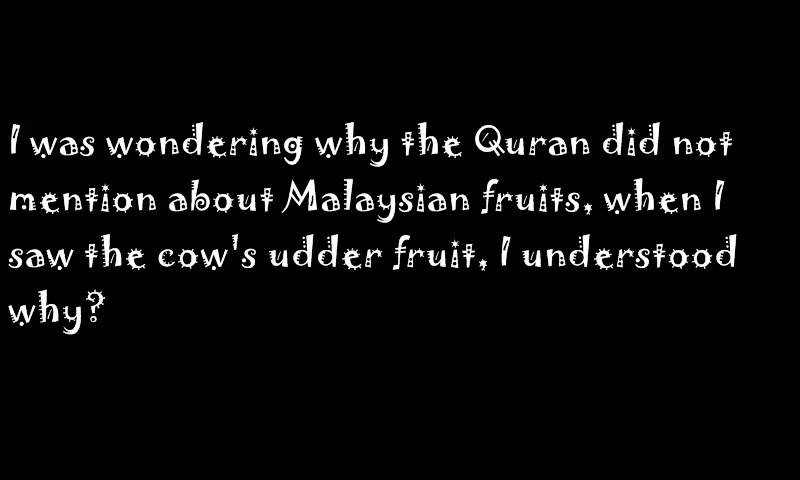 I was wondering why the Quran did not
mention about Malaysian fruits, when I
saw the cow's udder fruit, I understood
why?